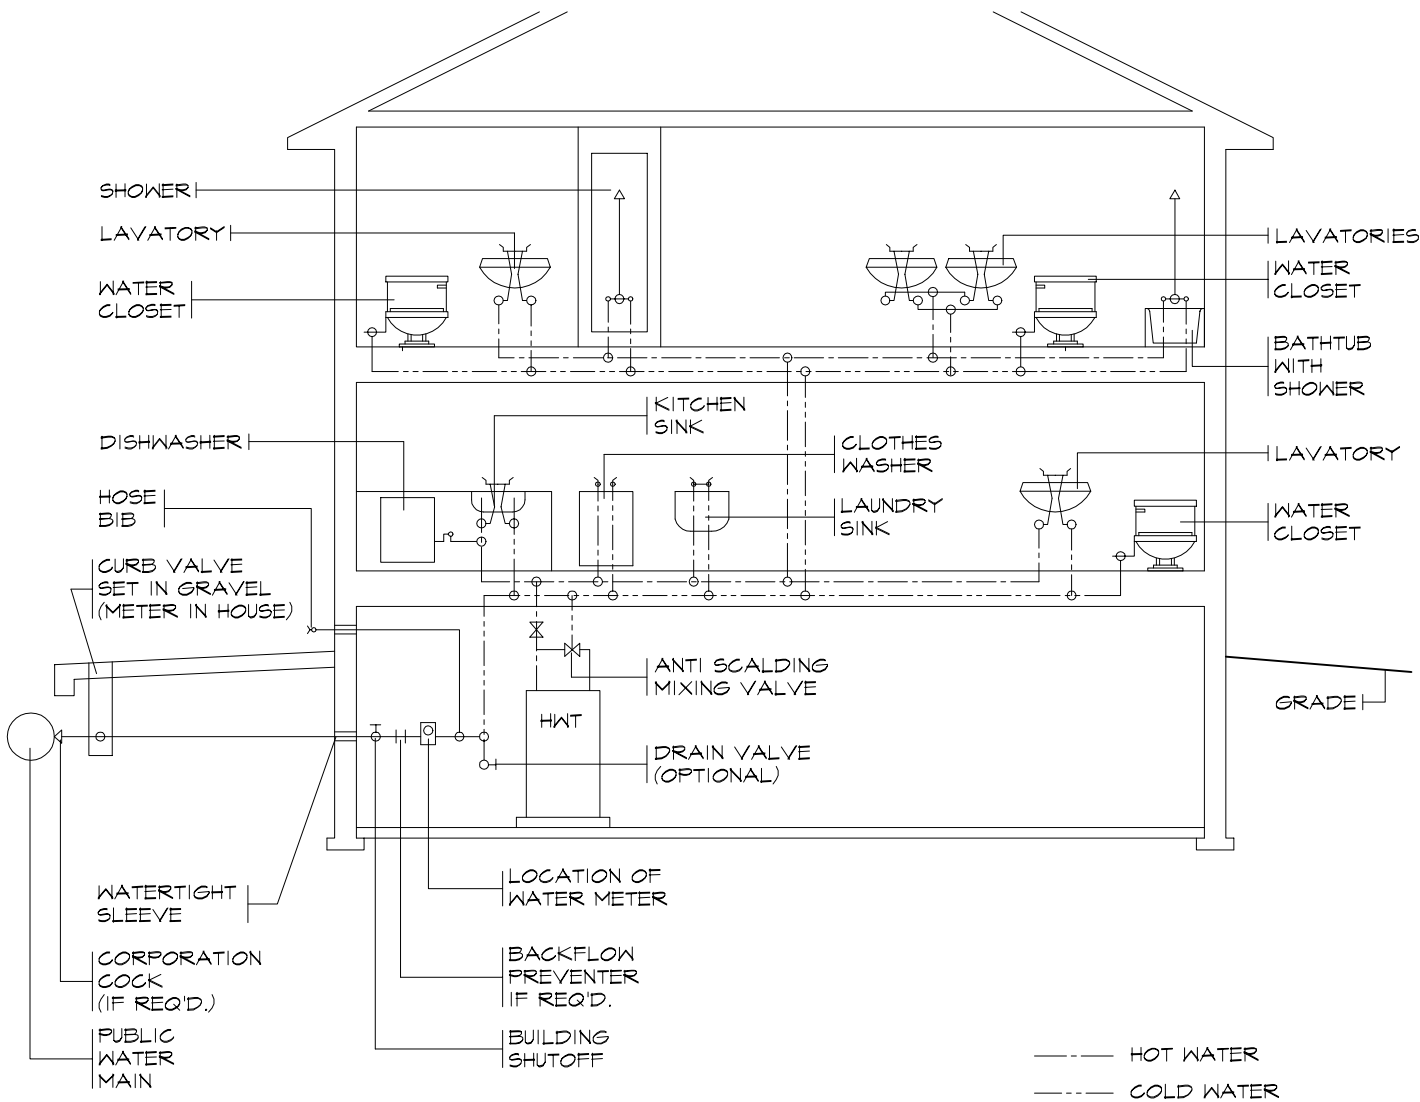 SHOWER
LAVATORY
WATER
CLOSET
LAVATORIES
WATER
CLOSET
BATHTUB
WITH
SHOWER
DISHWASHER
KITCHEN
SINK
CLOTHES
WASHER
LAUNDRY
SINK
LAVATORY
WATER
CLOSET
HOSE
BIB
CURB VALVE
SET IN GRAVEL
(METER IN HOUSE)
ANTI SCALDING
MIXING VALVE
HWT
DRAIN VALVE
(OPTIONAL)
GRADE
WATERTIGHT
SLEEVE
CORPORATION
COCK
(IF REQ'D.)
PUBLIC
WATER
MAIN
LOCATION OF
WATER METER
BACKFLOW
PREVENTER
IF REQ'D.
BUILDING
SHUTOFF
HOT WATER
COLD WATER